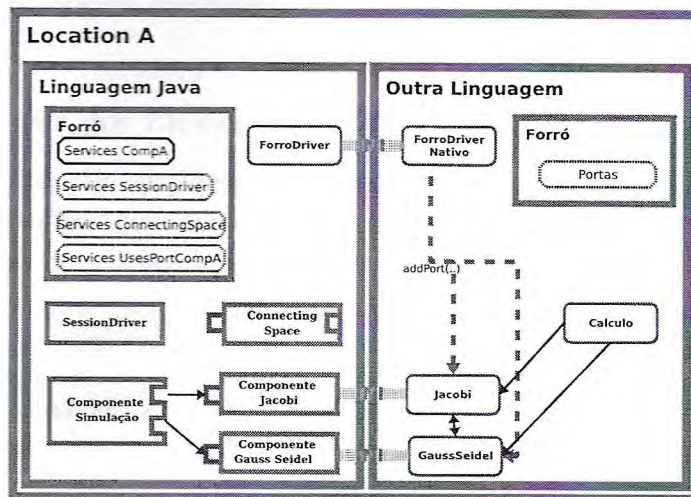 Location A
Linguagem Java
Forró
Services CompA
Services SessionDriver
Services ConnectingSpace
Services UsesPortCompA
ForroDriver
SessionDriver
Connecting
Space
Componente
Simulação
Componente
Jacobi
Componente
Gauss Seidel
Outra Linguagem
ForroDriver
Nativo
Forró
Portas
addPort(..)
Calculo
Jacobi
GaussSeidel